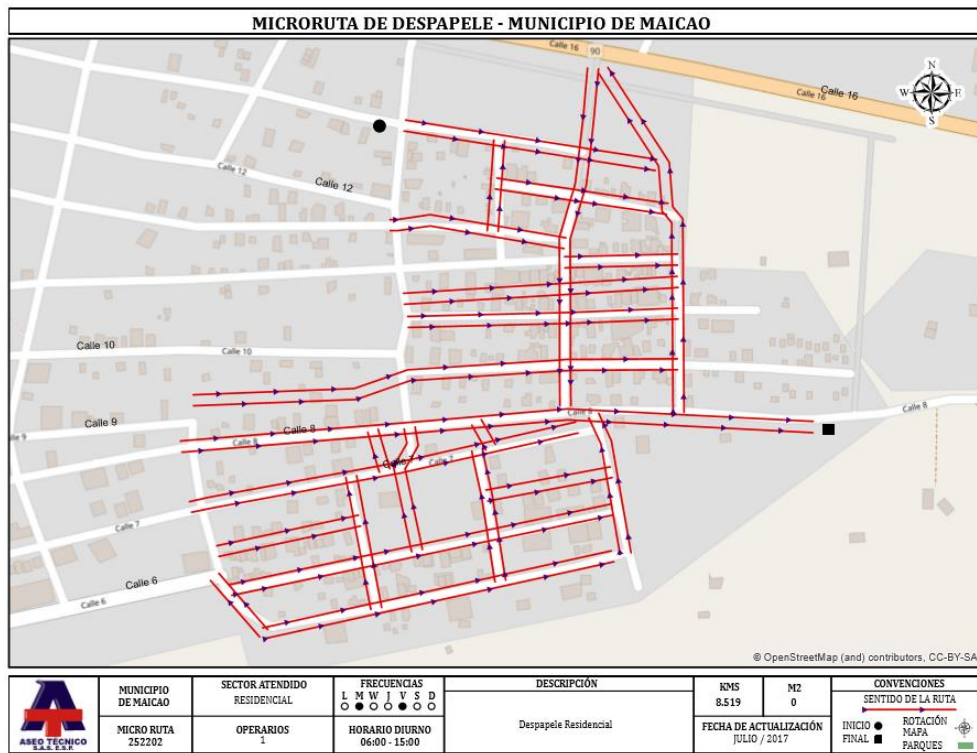 MICRORUTA DE DESPAPELE - MUNICIPIO DE MAICAO
Calle 16
90
Calle 16
Calle 16
N
W E
S
Calle 12
Calle 12
Calle 10
Calle 10
Calle 9
Calle 8
Calle 8
Calle 8
Calle 8
lle 9
Calle 7
Calle 7
Calle 7
Calle 6
Calle 6
© OpenStreetMap (and) contributors, CC-BY-SA
ASEO TÉCNICO
S.A.S. E.S.P.
MUNICIPIO
DE MAICAO
MICRO RUTA
252202
SECTOR ATENDIDO
RESIDENCIAL
OPERARIOS
1
FRECUENCIAS
L M W J V S D
HORARIO DIURNO
06:00 - 15:00
DESCRIPCIÓN
Despapele Residencial
KMS
8.519
M2
0
FECHA DE ACTUALIZACIÓN
JULIO / 2017
CONVENCIONES
SENTIDO DE LA RUTA
INICIO
FINAL
ROTACIÓN
MAPA
PARQUES